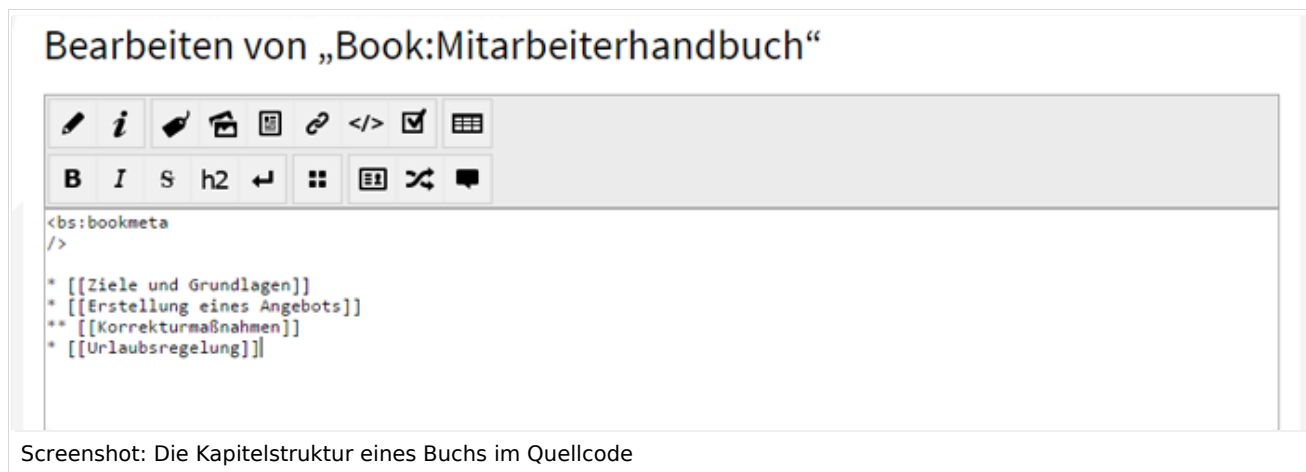 Bearbeiten von „Book:Mitarbeiterhandbuch“
i </>
B I S h2
<bs:bookmeta
/>
* [[Ziele und Grundlagen]]
* [[Erstellung eines Angebots]]
** [[Korrekturmaßnahmen]]
* [[Urlaubsregelung]]
Screenshot: Die Kapitelstruktur eines Buchs im Quellcode